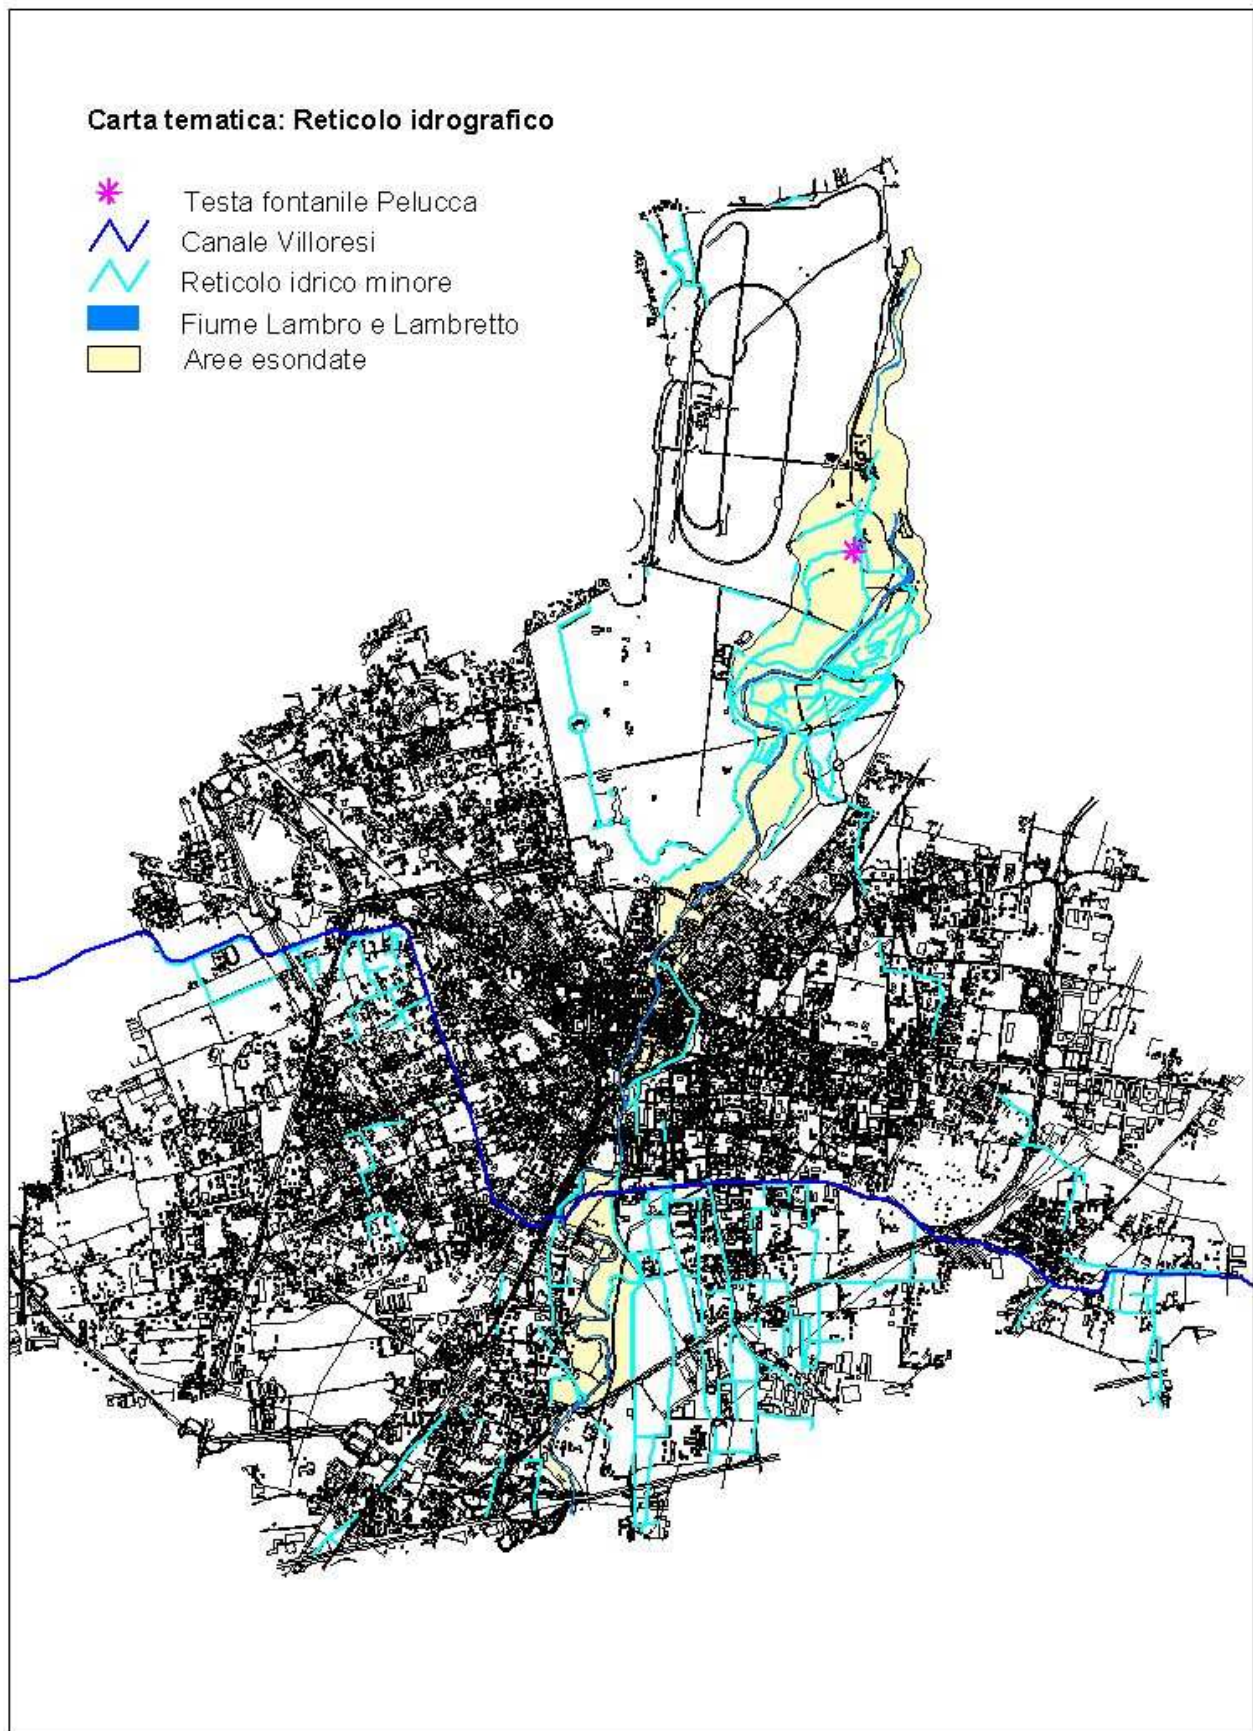 Carta tematica: Reticolo idrografico
Testa fontanile Pelucca
Canale Villoresi
Reticolo idrico minore
Fiume Lambro e Lambretto
Aree esondate